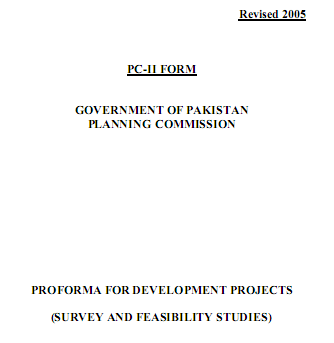 Revised 2005
PC-II FORM
GOVERNMENT OF PAKISTAN
PLANNING COMMISSION
PROFORMA FOR DEVELOPMENT PROJECTS
(SURVEY AND FEASIBILITY STUDIES)